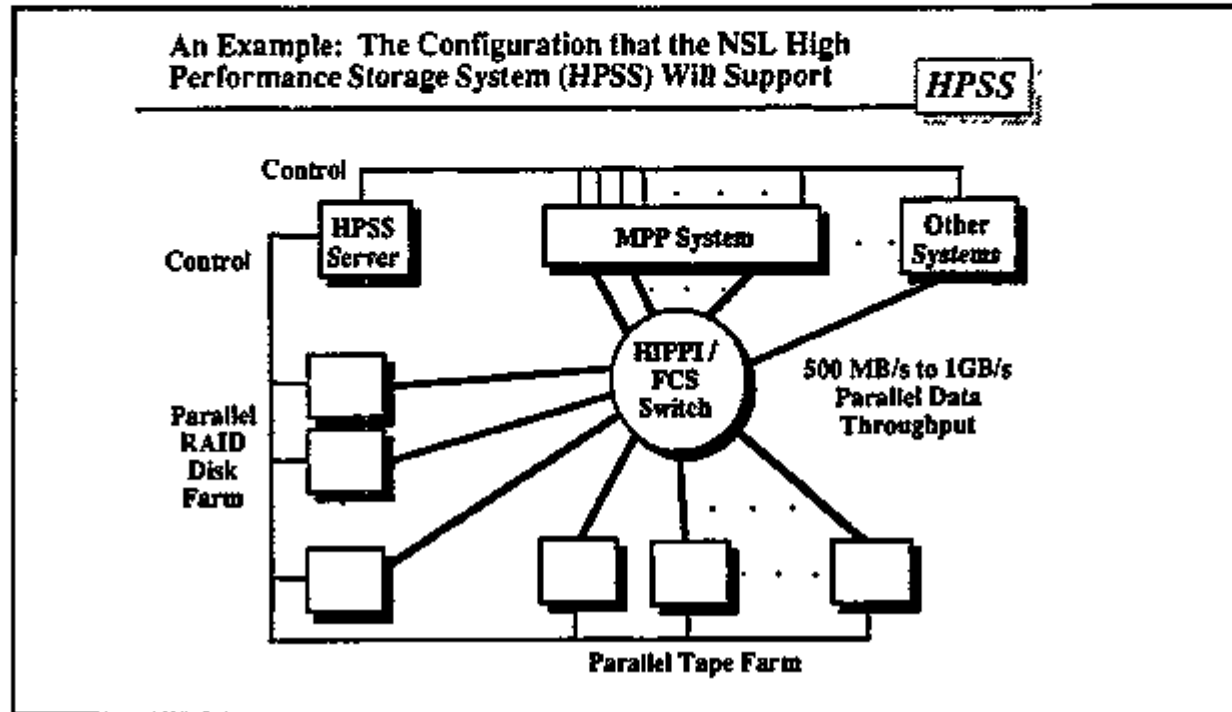 An Example: The Configuration that the NSL High
Performance Storage System (HPSS) Will Support
HPSS
Control
HPSS
Server
MPP System
Other
Systems
Control
HIPPI /
FCS
Switch
500 MB/s to 1GB/s
Parallel Data
Throughput
Parallel
RAID
Disk
Farm
Parallel Tape Farm